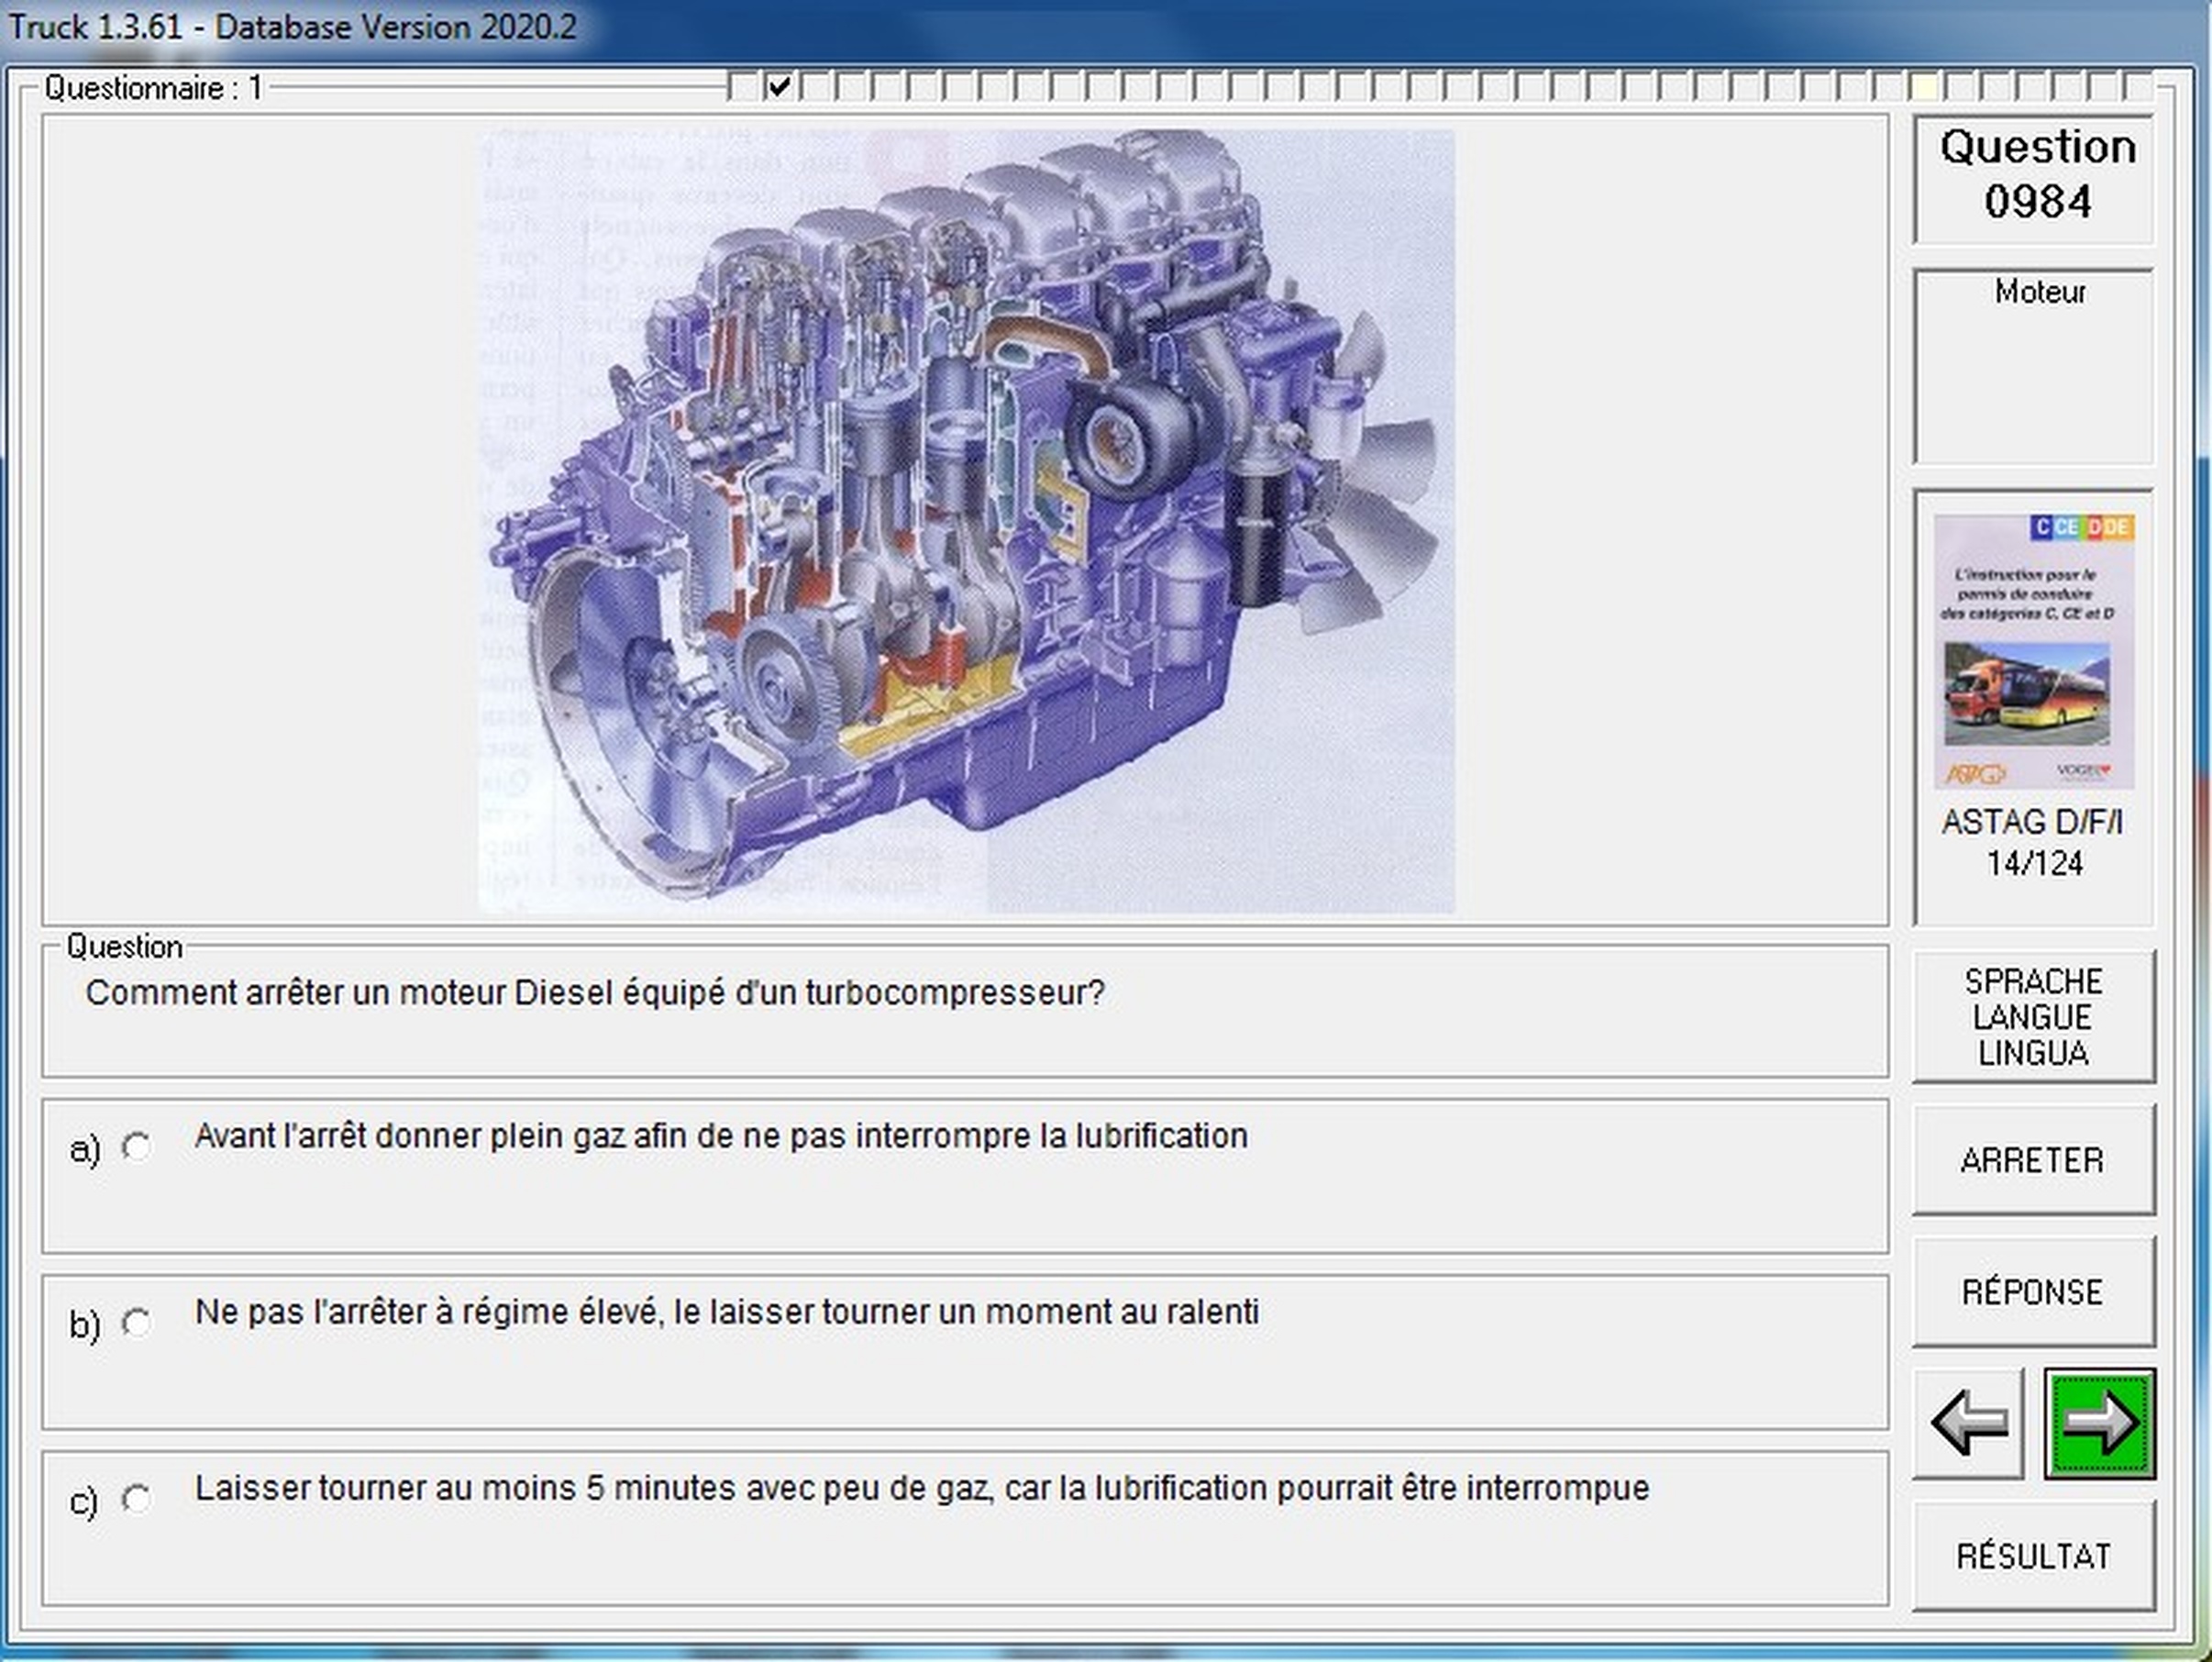 Truck 1.3.61 - Database Version 2020.2
Questionnaire : 1
Question
0984
Moteur
C CE D DE
L'instruction pour le
permis de conduire
des catégories C, CE et D
ASTAG
VOGEL
ASTAG D/F/I
14/124
Question
Comment arrêter un moteur Diesel équipé d'un turbocompresseur?
a) Avant l'arrêt donner plein gaz afin de ne pas interrompre la lubrification
b) Ne pas l'arrêter à régime élevé, le laisser tourner un moment au ralenti
c) Laisser tourner au moins 5 minutes avec peu de gaz, car la lubrification pourrait être interrompue
SPRACHE
LANGUE
LINGUA
ARRETER
RÉPONSE
RÉSULTAT